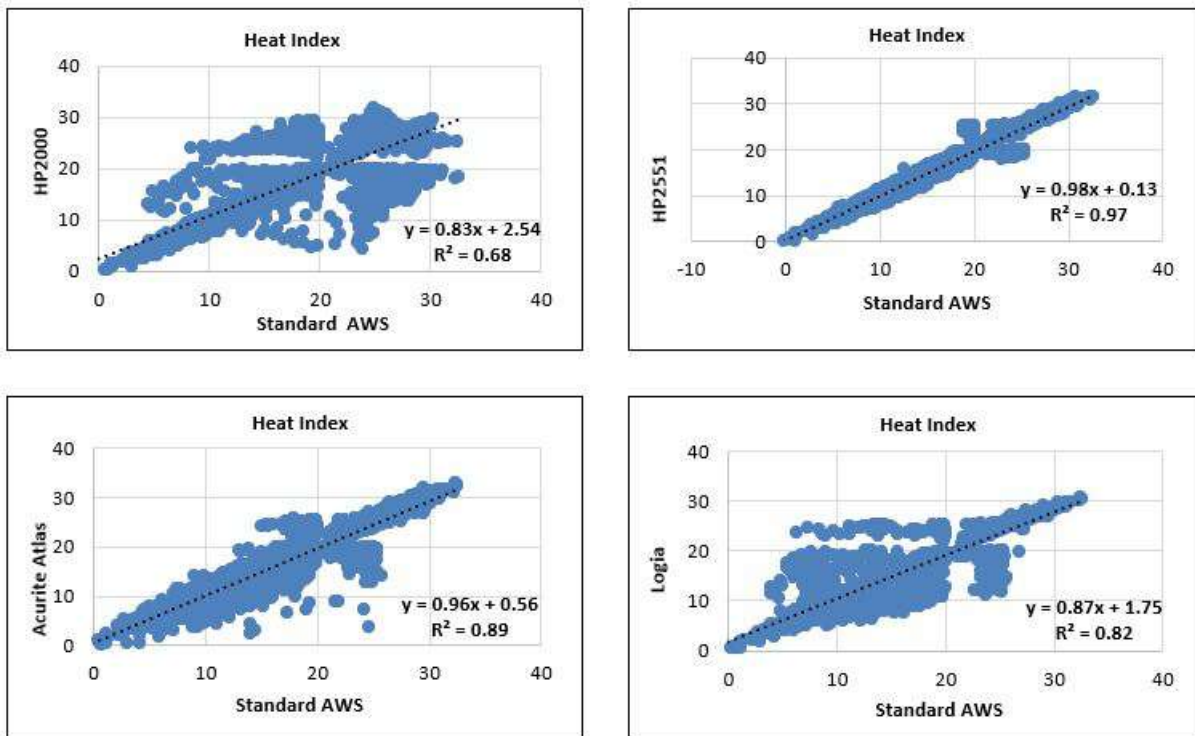 Heat Index
40
30
20
10
0
HP2000
y = 0.83x + 2.54
R² = 0.68
0 10 20 30 40
Standard AWS
Heat Index
40
30
20
10
0
HP2551
y = 0.98x + 0.13
R² = 0.97
-10 0 10 20 30 40
Standard AWS
Heat Index
40
30
20
10
0
Acurite Atlas
y = 0.96x + 0.56
R² = 0.89
0 10 20 30 40
Standard AWS
Heat Index
40
30
20
10
0
Logia
y = 0.87x + 1.75
R² = 0.82
0 10 20 30 40
Standard AWS